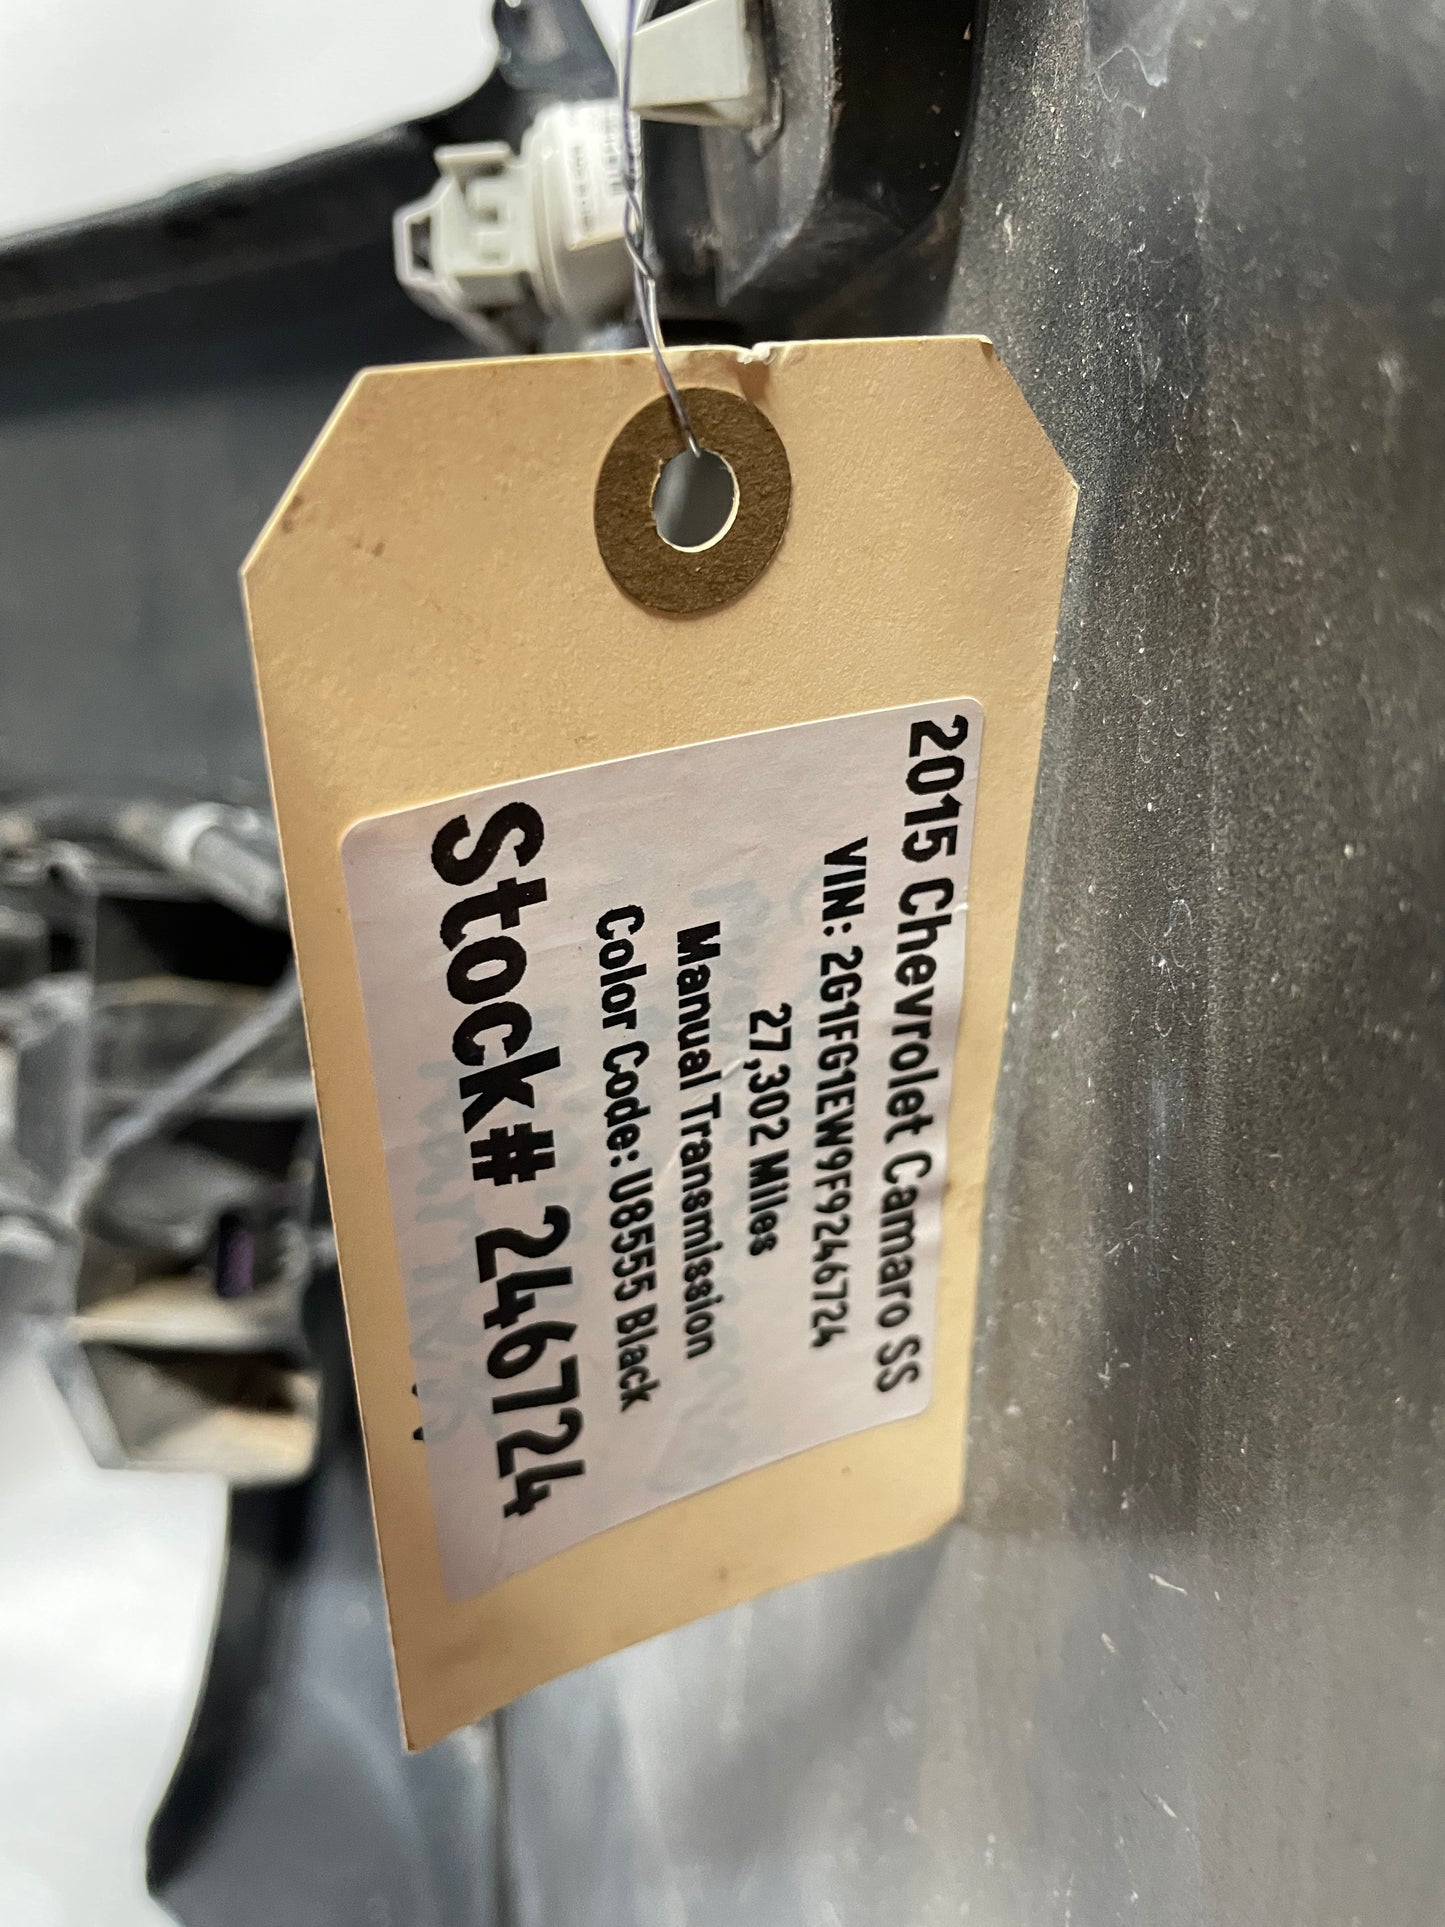 2015 Chevrolet Camaro SS
VIN: 2G1FG1EW9F9246724
27,302 Miles
Manual Transmission
Color Code: U8555 Black
Stock# 246724